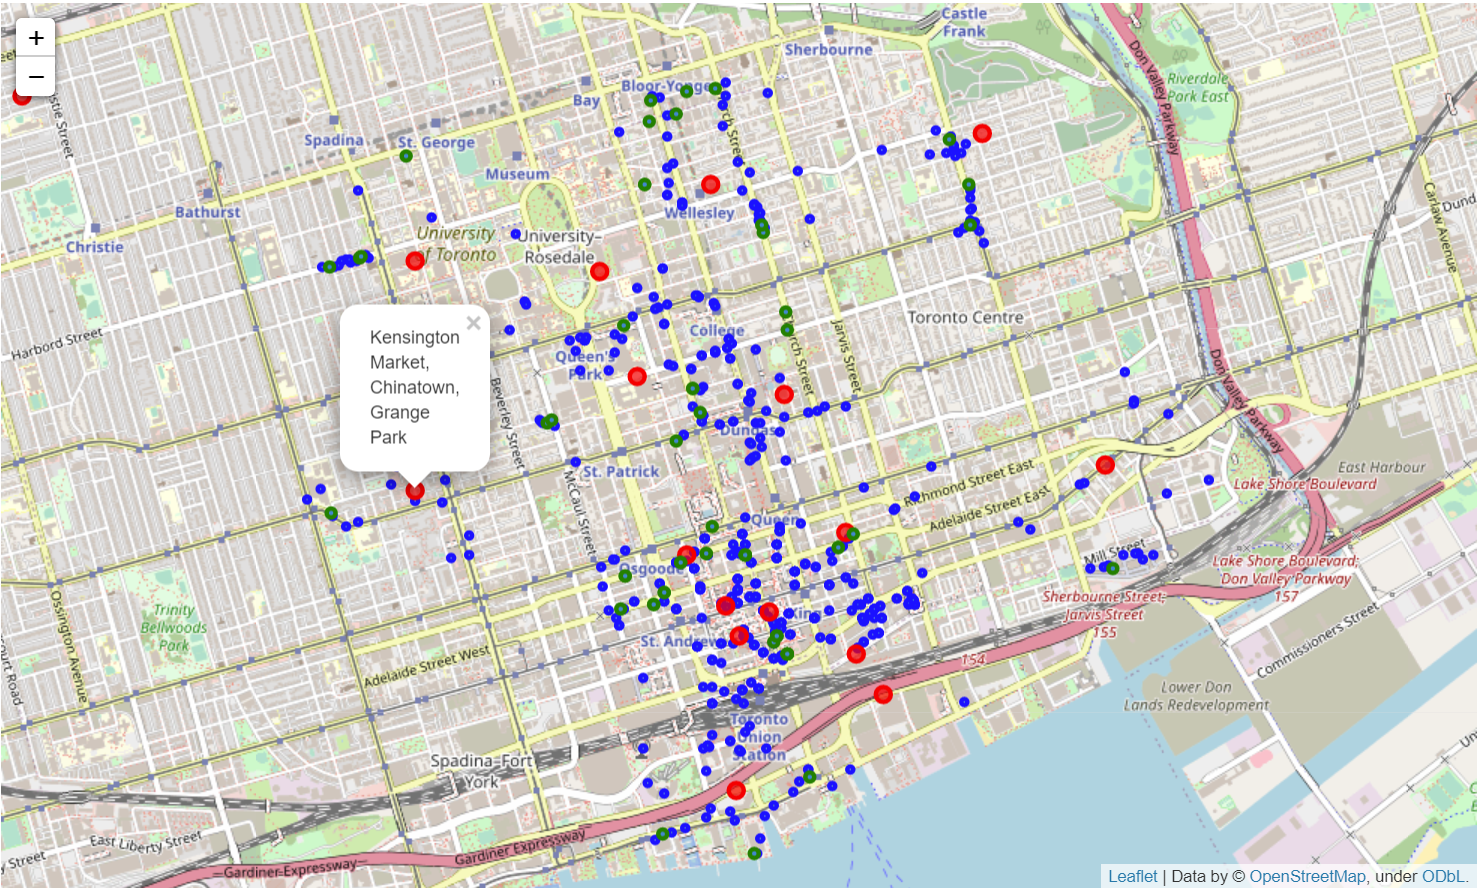 +
−
Castle
Frank
Sherbourne
Don Valley Parkway
Riverdale
Park East
Bloor-Yonge
Bay
Spadina
St. George
Museum
Bathurst
Wellesley
Christie
University
of Toronto
University–
Rosedale
Carlaw Avenue
Harbord Street
Toronto Centre
College
Jarvis Street
Queen's
Park
Kensington
Market,
Chinatown,
Grange
Park
×
Beverley Street
Don Valley Parkway
Dundas
St. Patrick
McCaul Street
Richmond Street East
Adelaide Street East
East Harbour
Lake Shore Boulevard
Queen
Osgoode
Mill Street
Lake Shore Boulevard;
Don Valley Parkway
157
Sherbourne Street;
Jarvis Street
155
Trinity
Bellwoods
Park
Ossington Avenue
King
St. Andrew
Adelaide Street West
154
Commissioners Street
Lower Don
Lands Redevelopment
Toronto
Union
Station
Spadina–Fort
York
East Liberty Street
Gardiner Expressway
Gardiner Expressway
Leaflet | Data by © OpenStreetMap, under ODbL.